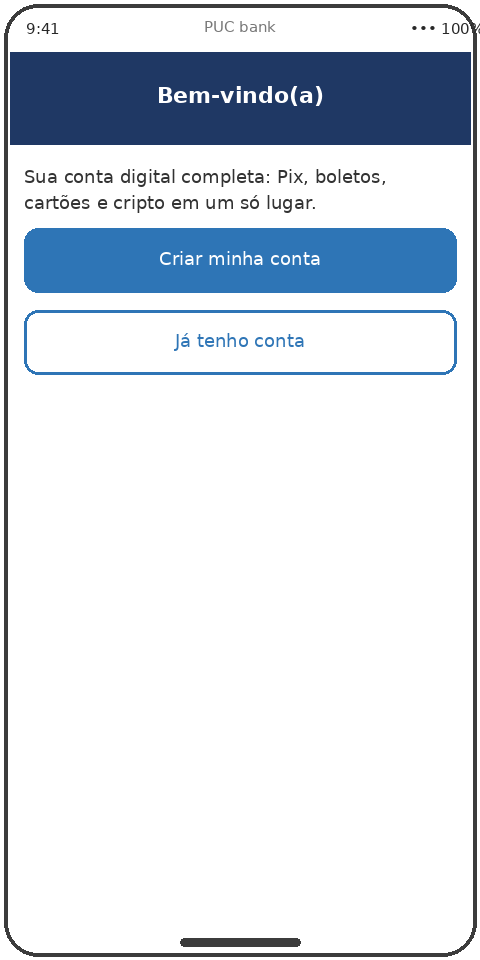 9:41 PUC bank ••• 100%
Bem-vindo(a)
Sua conta digital completa: Pix, boletos,
cartões e cripto em um só lugar.
Criar minha conta
Já tenho conta